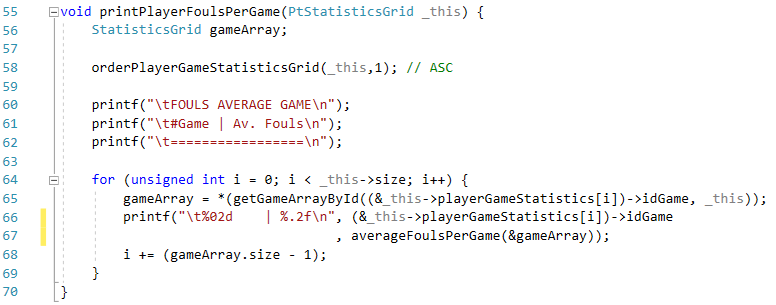 55 void printPlayerFoulsPerGame(PtStatisticsGrid _this) {
56     StatisticsGrid gameArray;
57
58     orderPlayerGameStatisticsGrid(_this,1); // ASC
59
60     printf("\tFOULS AVERAGE GAME\n");
61     printf("\t#Game | Av. Fouls\n");
62     printf("\t=================\n");
63
64     for (unsigned int i = 0; i < _this->size; i++) {
65         gameArray = *(getGameArrayById((&_this->playerGameStatistics[i])->idGame, _this));
66         printf("\t%02d    | %.2f\n", (&_this->playerGameStatistics[i])->idGame
67                                    , averageFoulsPerGame(&gameArray));
68         i += (gameArray.size - 1);
69     }
70 }